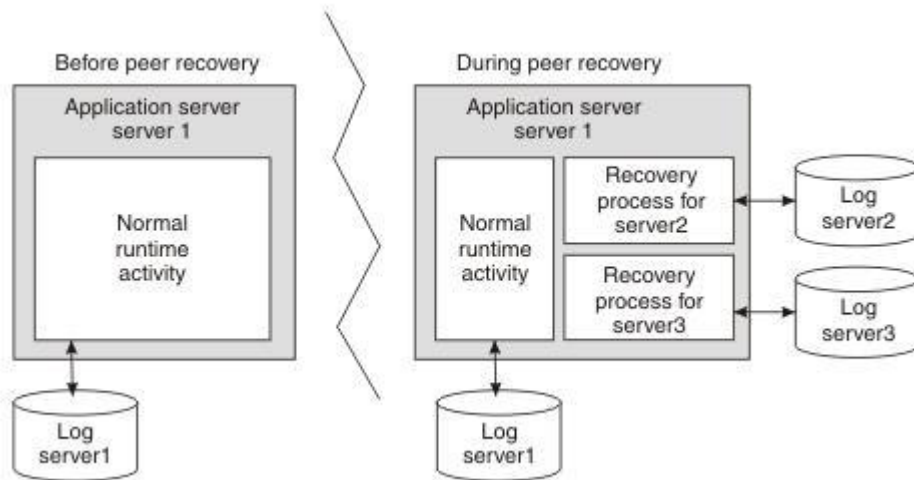 Before peer recovery
Application server
server 1
Normal
runtime
activity
Log
server1
During peer recovery
Application server
server 1
Normal
runtime
activity
Recovery
process for
server2
Recovery
process for
server3
Log
server2
Log
server3
Log
server1